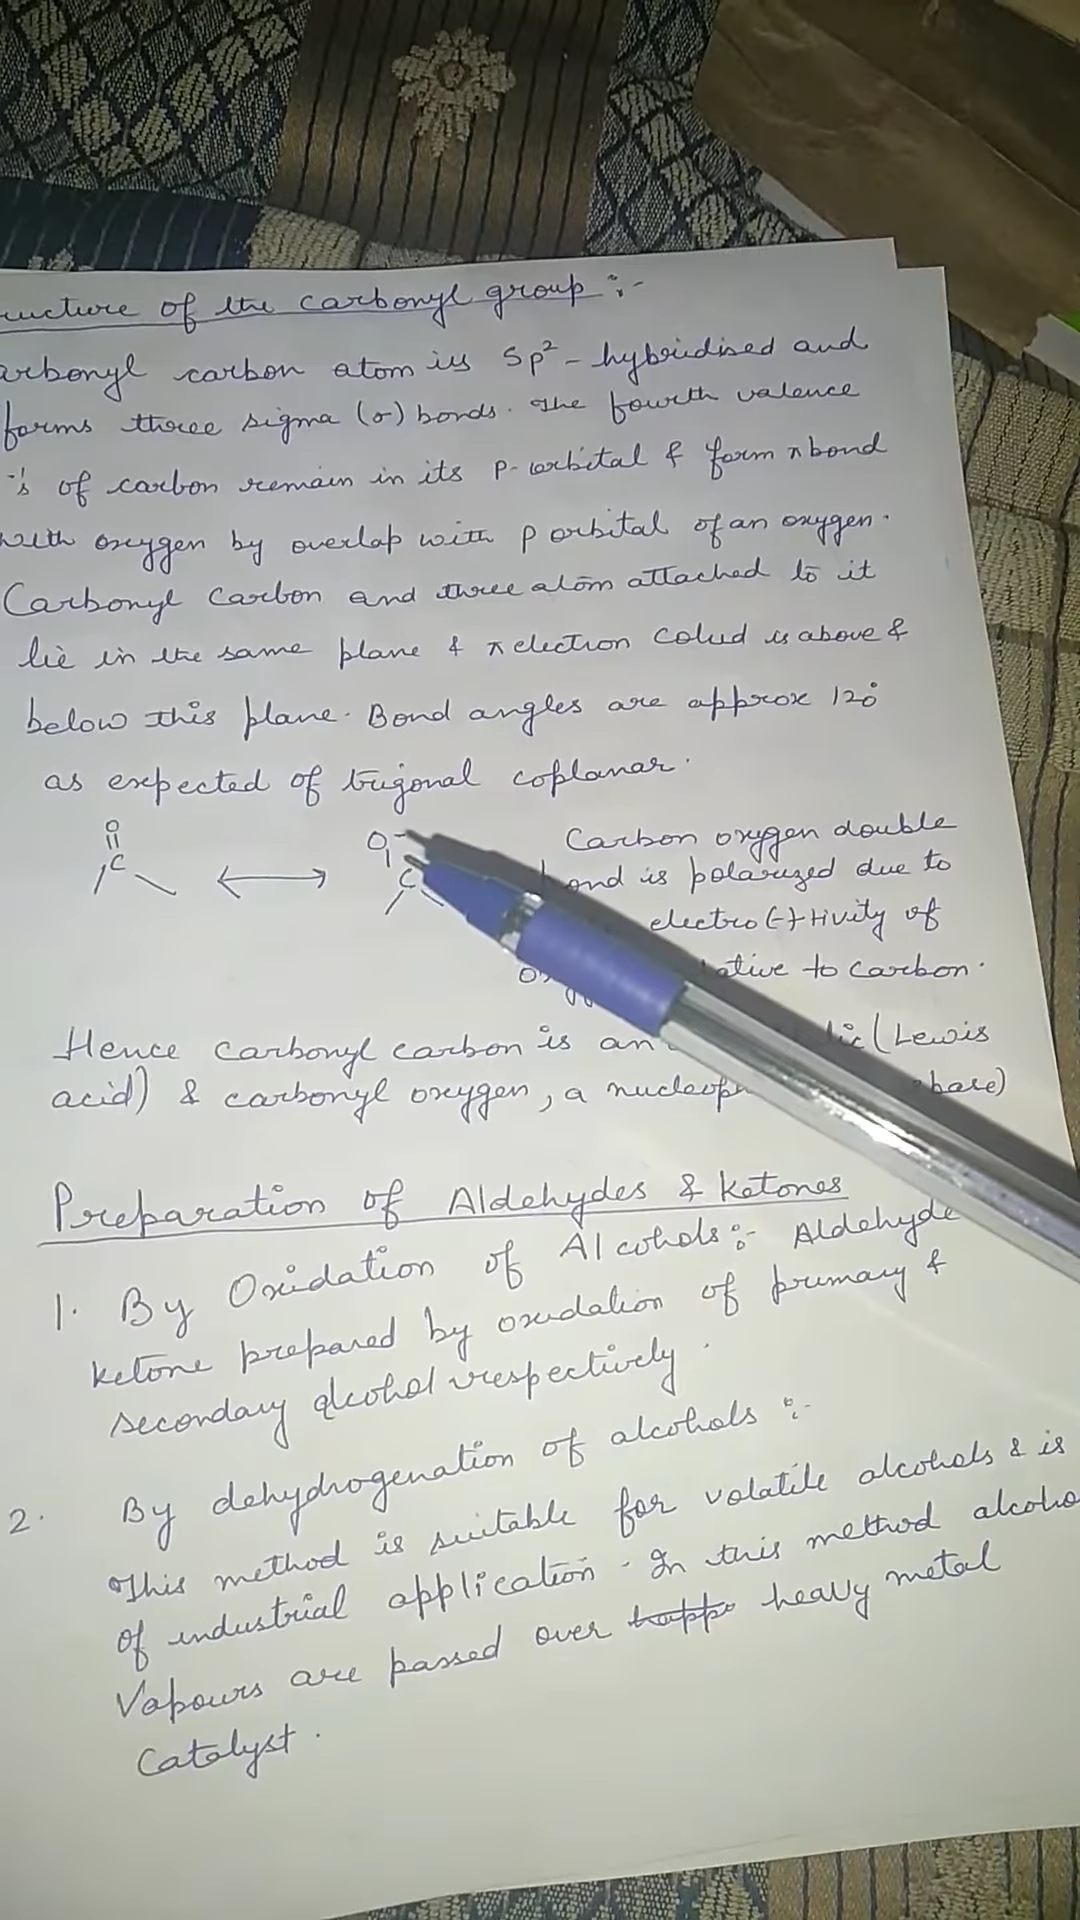 ructure of the carbonyl group :-
arbonyl carbon atom is Sp² - hybridised and
forms three sigma (σ) bonds. The fourth valence
-'s of carbon remain in its p-orbital & form π bond
with oxygen by overlap with p orbital of an oxygen.
Carbonyl carbon and three atom attached to it
lie in the same plane & π election Colud is above &
below this plane. Bond angles are approx 120°
as expected of trigonal coplanar.
O
C
O-
C
Carbon oxygen double
ond is polarized due to
electro(-)tivity of
ative to carbon.
Hence carbonyl carbon is an ic (Lewis
acid) & carbonyl oxygen, a nucleop base)
Preparation of Aldehydes & Ketones
1. By Oxidation of Alcohols :- Aldehyde
ketone prepared by oxidation of primary &
secondary alcohol respectively.
2. By dehydrogenation of alcohols :-
This method is suitable for volatile alcohols & is
of industrial application. In this method alcoho
Vapours are passed over heavy metal
Catalyst.